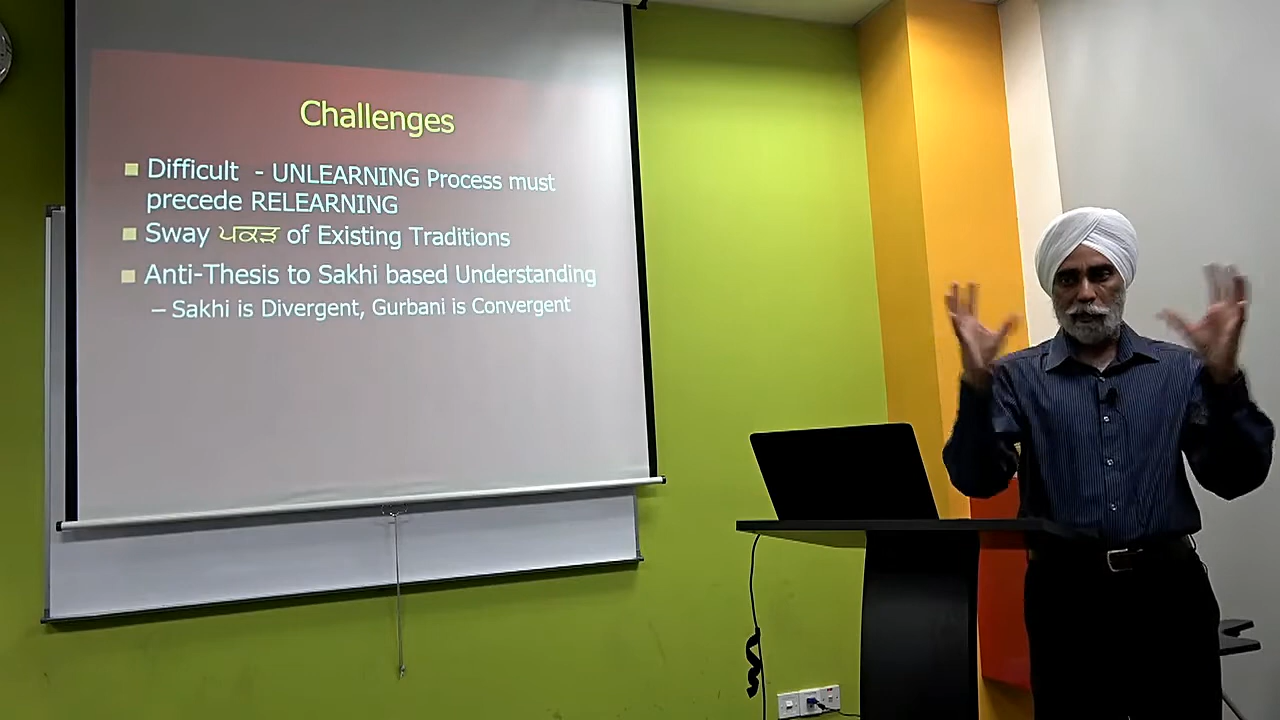 Challenges
Difficult - UNLEARNING Process must
precede RELEARNING
Sway ਪਕੜ of Existing Traditions
Anti-Thesis to Sakhi based Understanding
– Sakhi is Divergent, Gurbani is Convergent